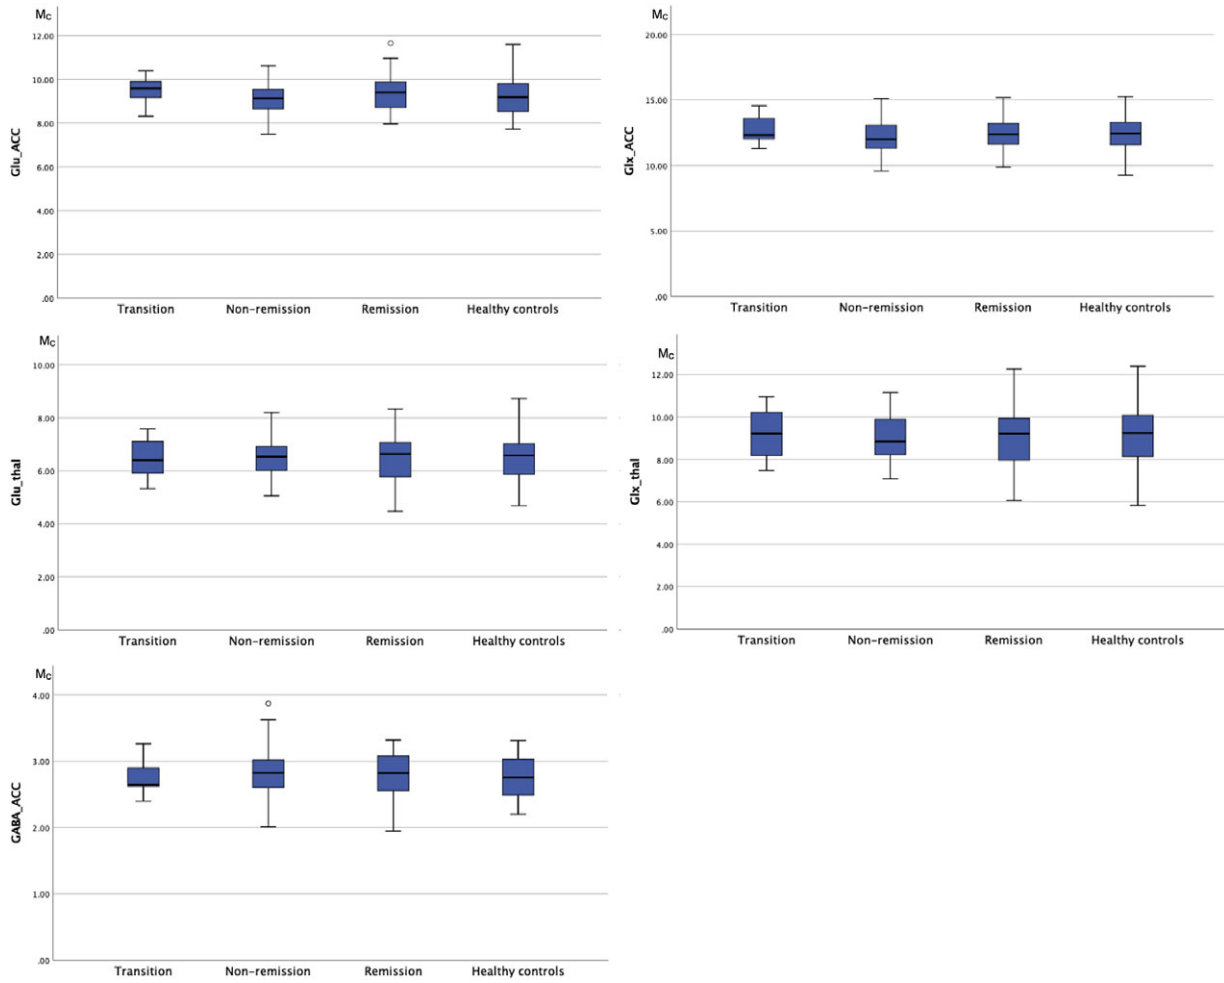 Mc
12.00
10.00
8.00
6.00
4.00
2.00
.00
Glu_ACC
Transition Non-remission Remission Healthy controls
Mc
20.00
15.00
10.00
5.00
.00
Glx_ACC
Transition Non-remission Remission Healthy controls
Mc
10.00
8.00
6.00
4.00
2.00
.00
Glu_thal
Transition Non-remission Remission Healthy controls
Mc
12.00
10.00
8.00
6.00
4.00
2.00
.00
Glx_thal
Transition Non-remission Remission Healthy controls
Mc
4.00
3.00
2.00
1.00
.00
GABA_ACC
Transition Non-remission Remission Healthy controls